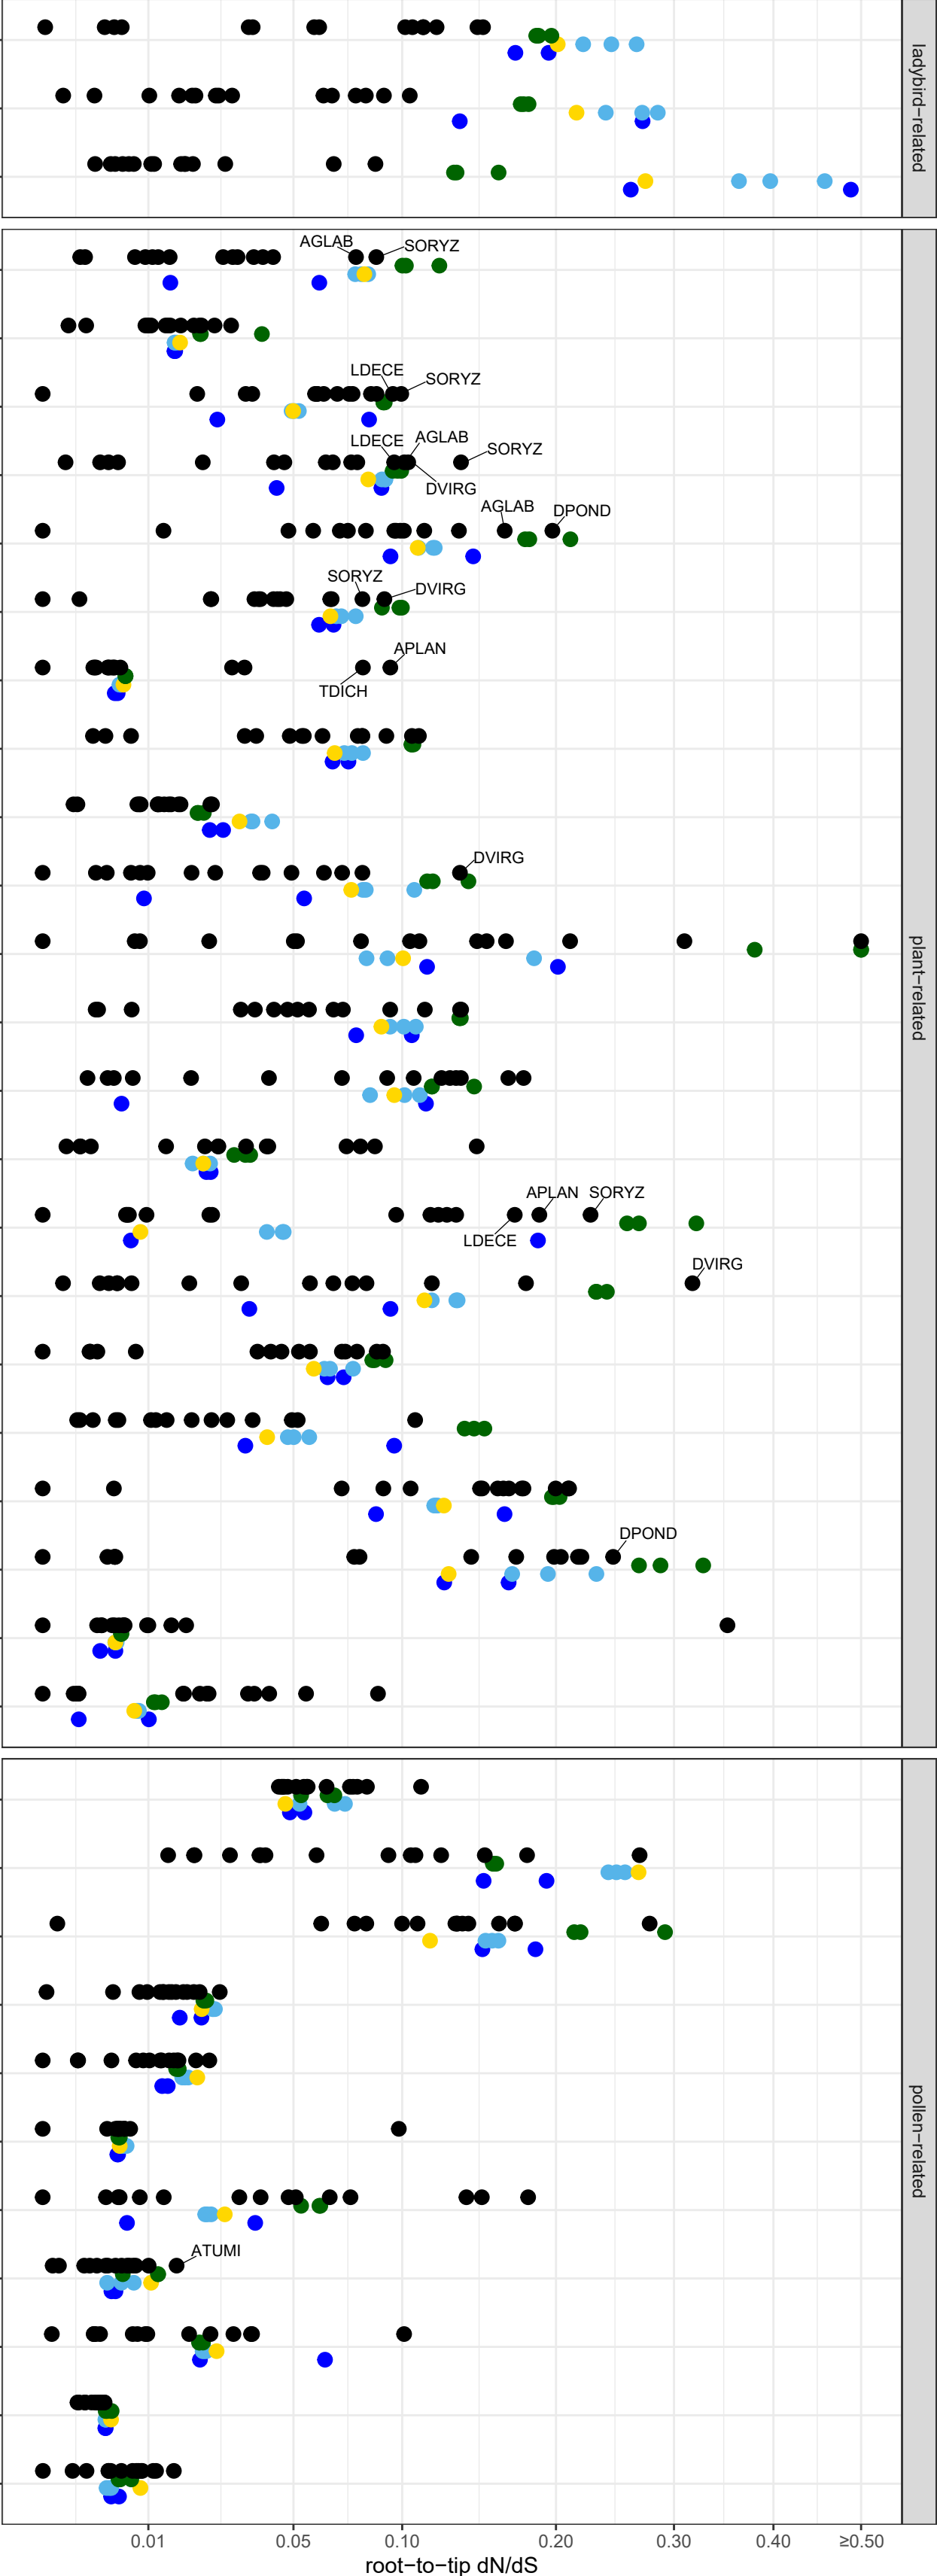 ladybird−related
AGLAB
SORYZ
LDECE
SORYZ
LDECE
AGLAB
SORYZ
DVIRG
AGLAB
DPOND
SORYZ
DVIRG
APLAN
TDICH
DVIRG
plant−related
APLAN
SORYZ
LDECE
DVIRG
DPOND
pollen−related
ATUMI
0.01 0.05 0.10 0.20 0.30 0.40 ≥0.50
root−to−tip dN/dS